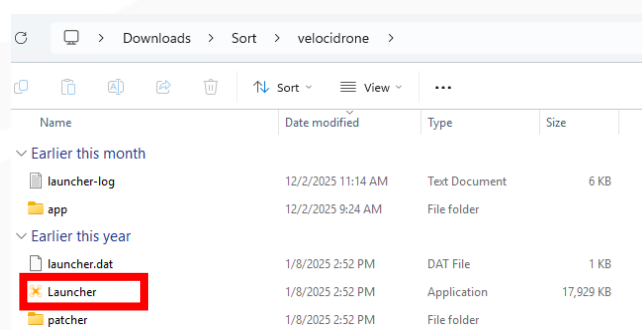 Downloads > Sort > velocidrone >
Sort View ...
Name Date modified Type Size
Earlier this month
launcher-log 12/2/2025 11:14 AM Text Document 6 KB
app 12/2/2025 9:24 AM File folder
Earlier this year
launcher.dat 1/8/2025 2:52 PM DAT File 1 KB
Launcher 1/8/2025 2:52 PM Application 17,929 KB
patcher 1/8/2025 2:52 PM File folder